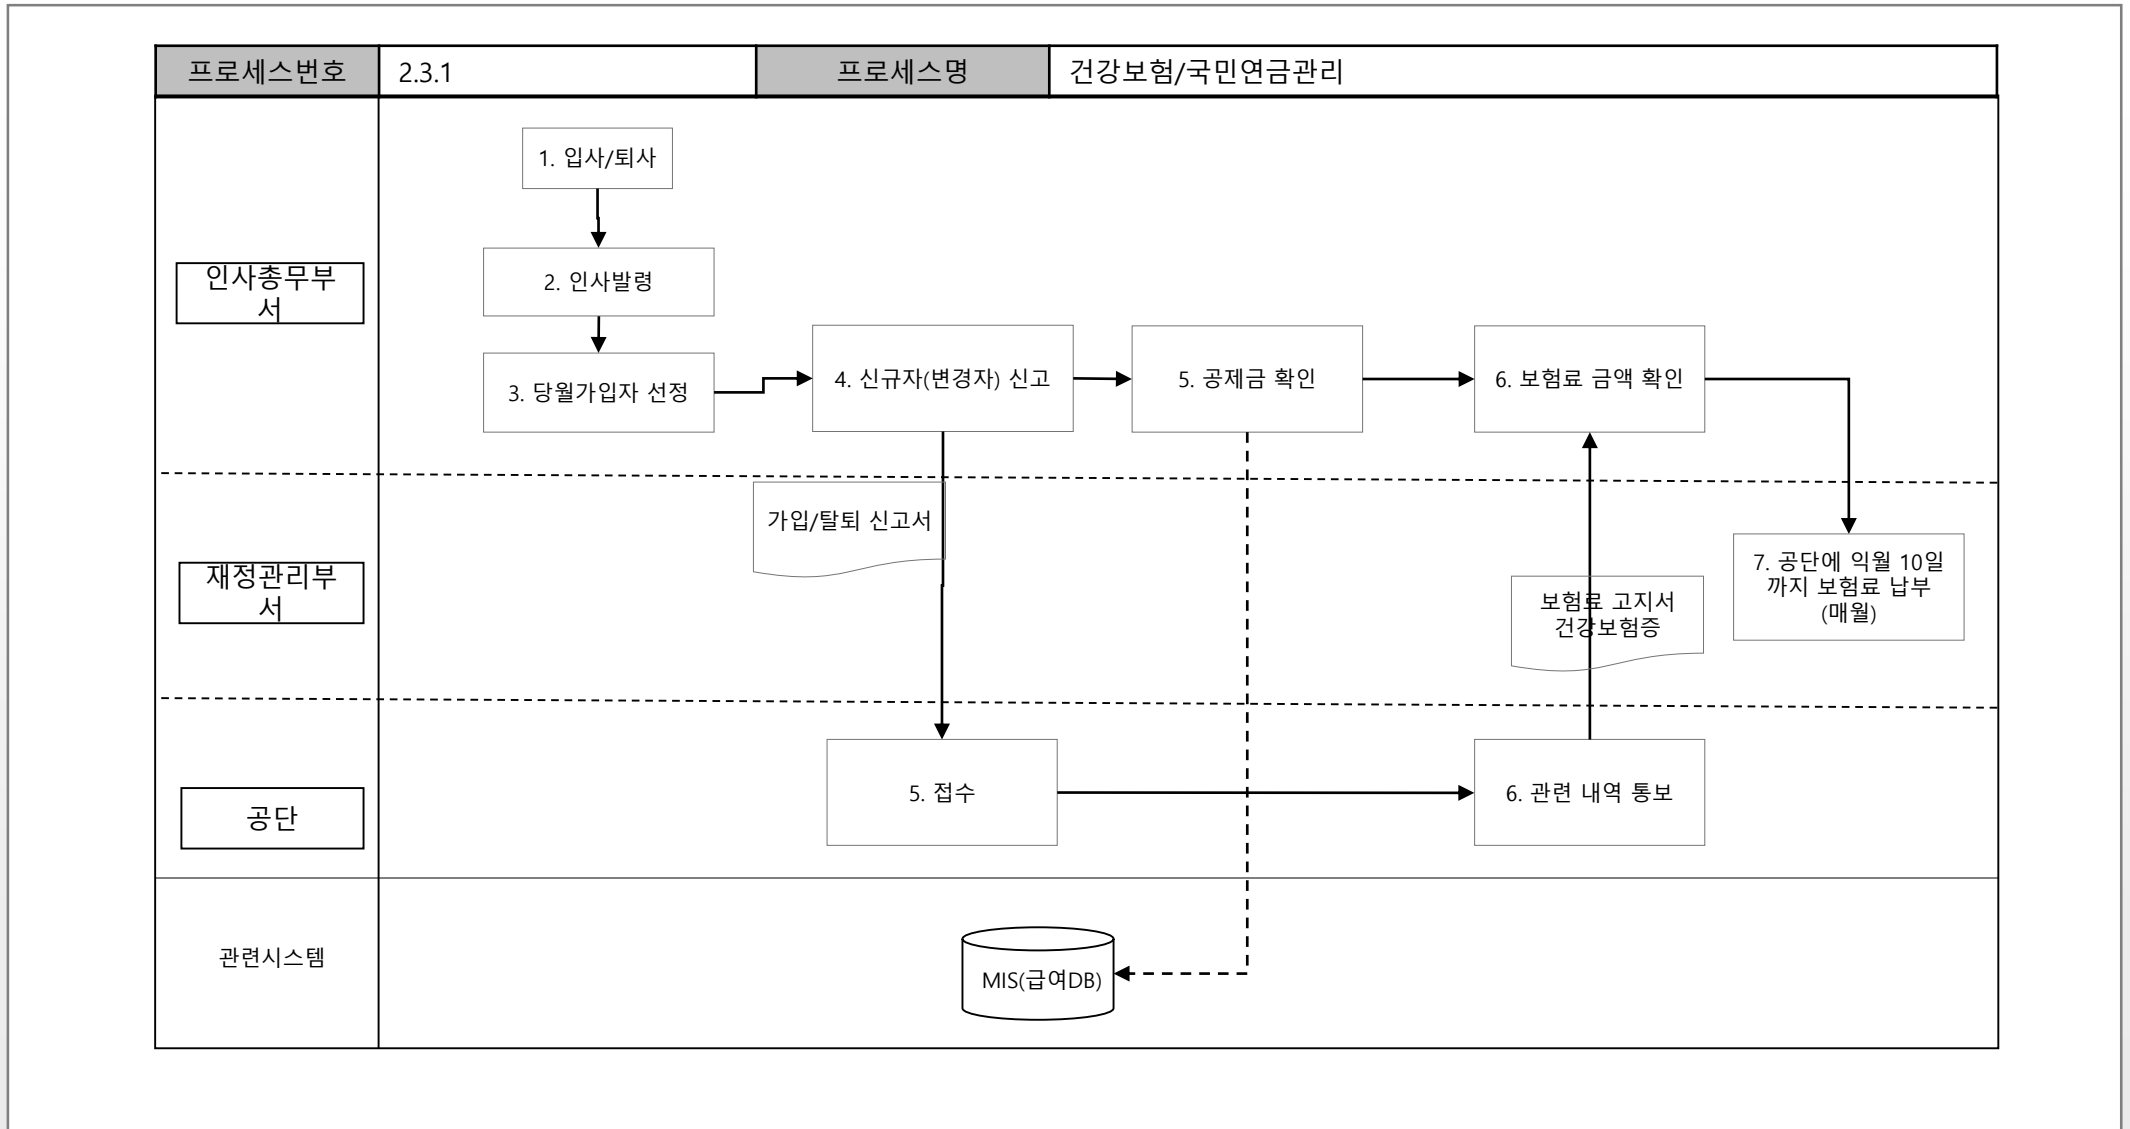 프로세스번호
2.3.1
프로세스명
건강보험/국민연금관리
인사총무부
서
1. 입사/퇴사
2. 인사발령
3. 당월가입자 선정
4. 신규자(변경자) 신고
5. 공제금 확인
6. 보험료 금액 확인
재정관리부
서
가입/탈퇴 신고서
보험료 고지서
건강보험증
7. 공단에 익월 10일
까지 보험료 납부
(매월)
공단
5. 접수
6. 관련 내역 통보
관련시스템
MIS(급여DB)